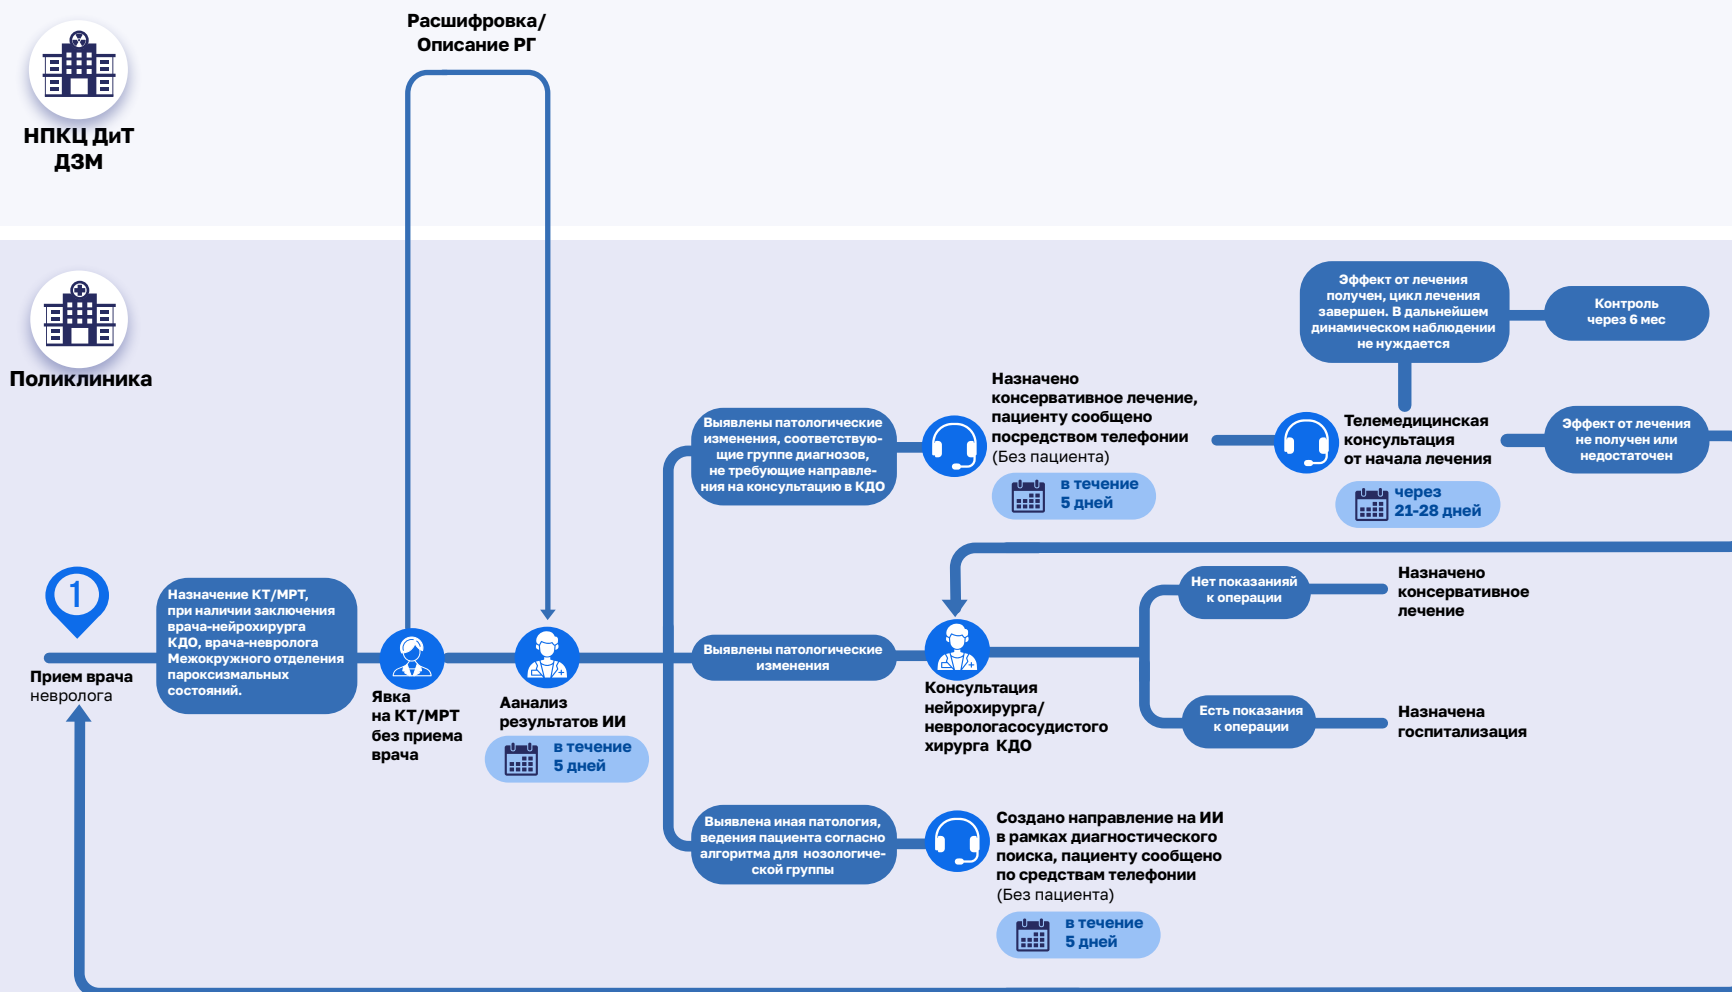 Расшифровка/
Описание РГ
НПКЦ ДиТ
ДЗМ
Поликлиника
1
Прием врача
невролога
Назначение КТ/МРТ,
при наличии заключения
врача-нейрохирурга
КДО, врача-невролога
Межокружного отделения
пароксизмальных
состояний.
Явка
на КТ/МРТ
без приема
врача
Аанализ
результатов ИИ
в течение
5 дней
Выявлены патологические
изменения, соответствую-
щие группе диагнозов,
не требующие направле-
ния на консультацию в КДО
Назначено
консервативное лечение,
пациенту сообщено
посредством телефонии
(Без пациента)
в течение
5 дней
Эффект от лечения
получен, цикл лечения
завершен. В дальнейшем
динамическом наблюдении
не нуждается
Контроль
через 6 мес
Телемедицинская
консультация
от начала лечения
через
21-28 дней
Эффект от лечения
не получен или
недостаточен
Выявлены патологические
изменения
Консультация
нейрохирурга/
неврологасосудистого
хирурга КДО
Нет показанияй
к операции
Назначено
консервативное
лечение
Есть показания
к операции
Назначена
госпитализация
Выявлена иная патология,
ведения пациента согласно
алгоритма для нозологиче-
ской группы
Создано направление на ИИ
в рамках диагностического
поиска, пациенту сообщено
по средствам телефонии
(Без пациента)
в течение
5 дней